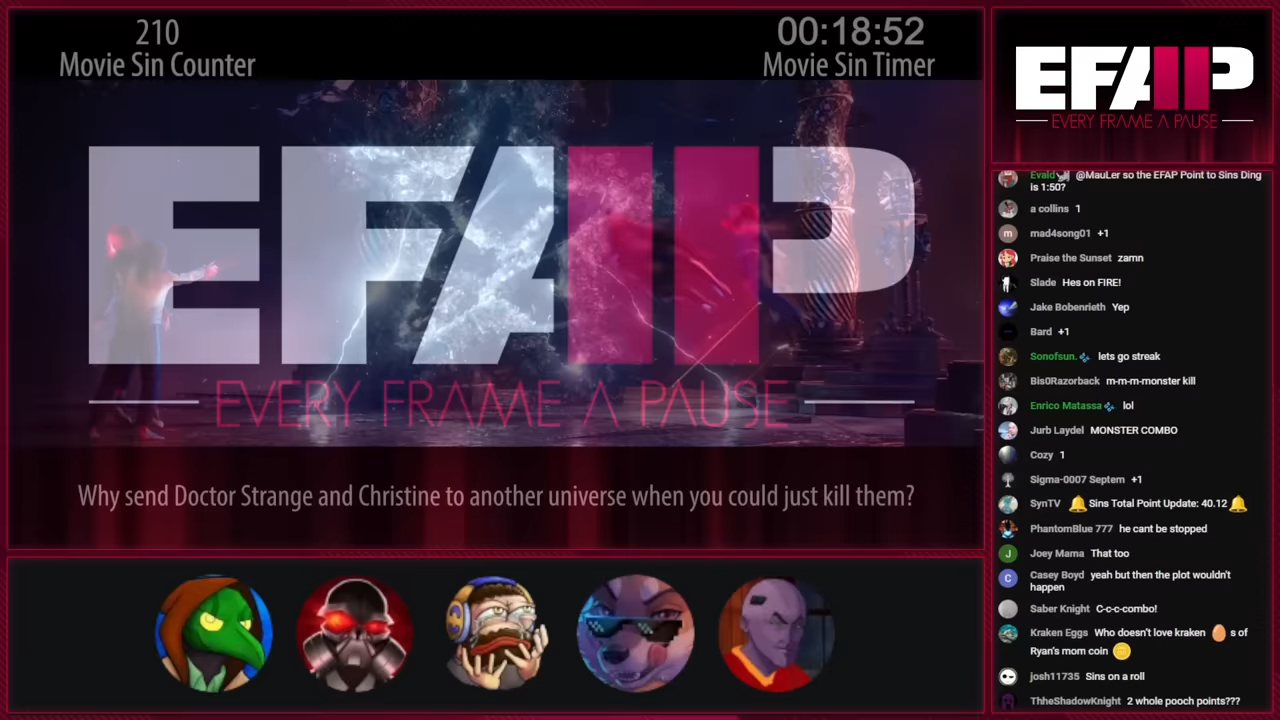 210
Movie Sin Counter
00:18:52
Movie Sin Timer
EFAP
EVERY FRAME A PAUSE
Why send Doctor Strange and Christine to another universe when you could just kill them?
EFAP
EVERY FRAME A PAUSE
Evald @MauLer so the EFAP Point to Sins Ding
is 1:50?
a collins 1
m mad4song01 +1
Praise the Sunset zamn
Slade Hes on FIRE!
Jake Bobenrieth Yep
Bard +1
Sonofsun. lets go streak
Bis0Razorback m-m-m-monster kill
Enrico Matassa lol
Jurb Laydel MONSTER COMBO
Cozy 1
Sigma-0007 Septem +1
SynTV 🔔 Sins Total Point Update: 40.12 🔔
PhantomBlue 777 he cant be stopped
J Joey Mama That too
C Casey Boyd yeah but then the plot wouldn't
happen
Saber Knight C-c-c-combo!
Kraken Eggs Who doesn't love kraken 🥚 s of
Ryan's mom coin 🪙
josh11735 Sins on a roll
ThheShadowKnight 2 whole pooch points???